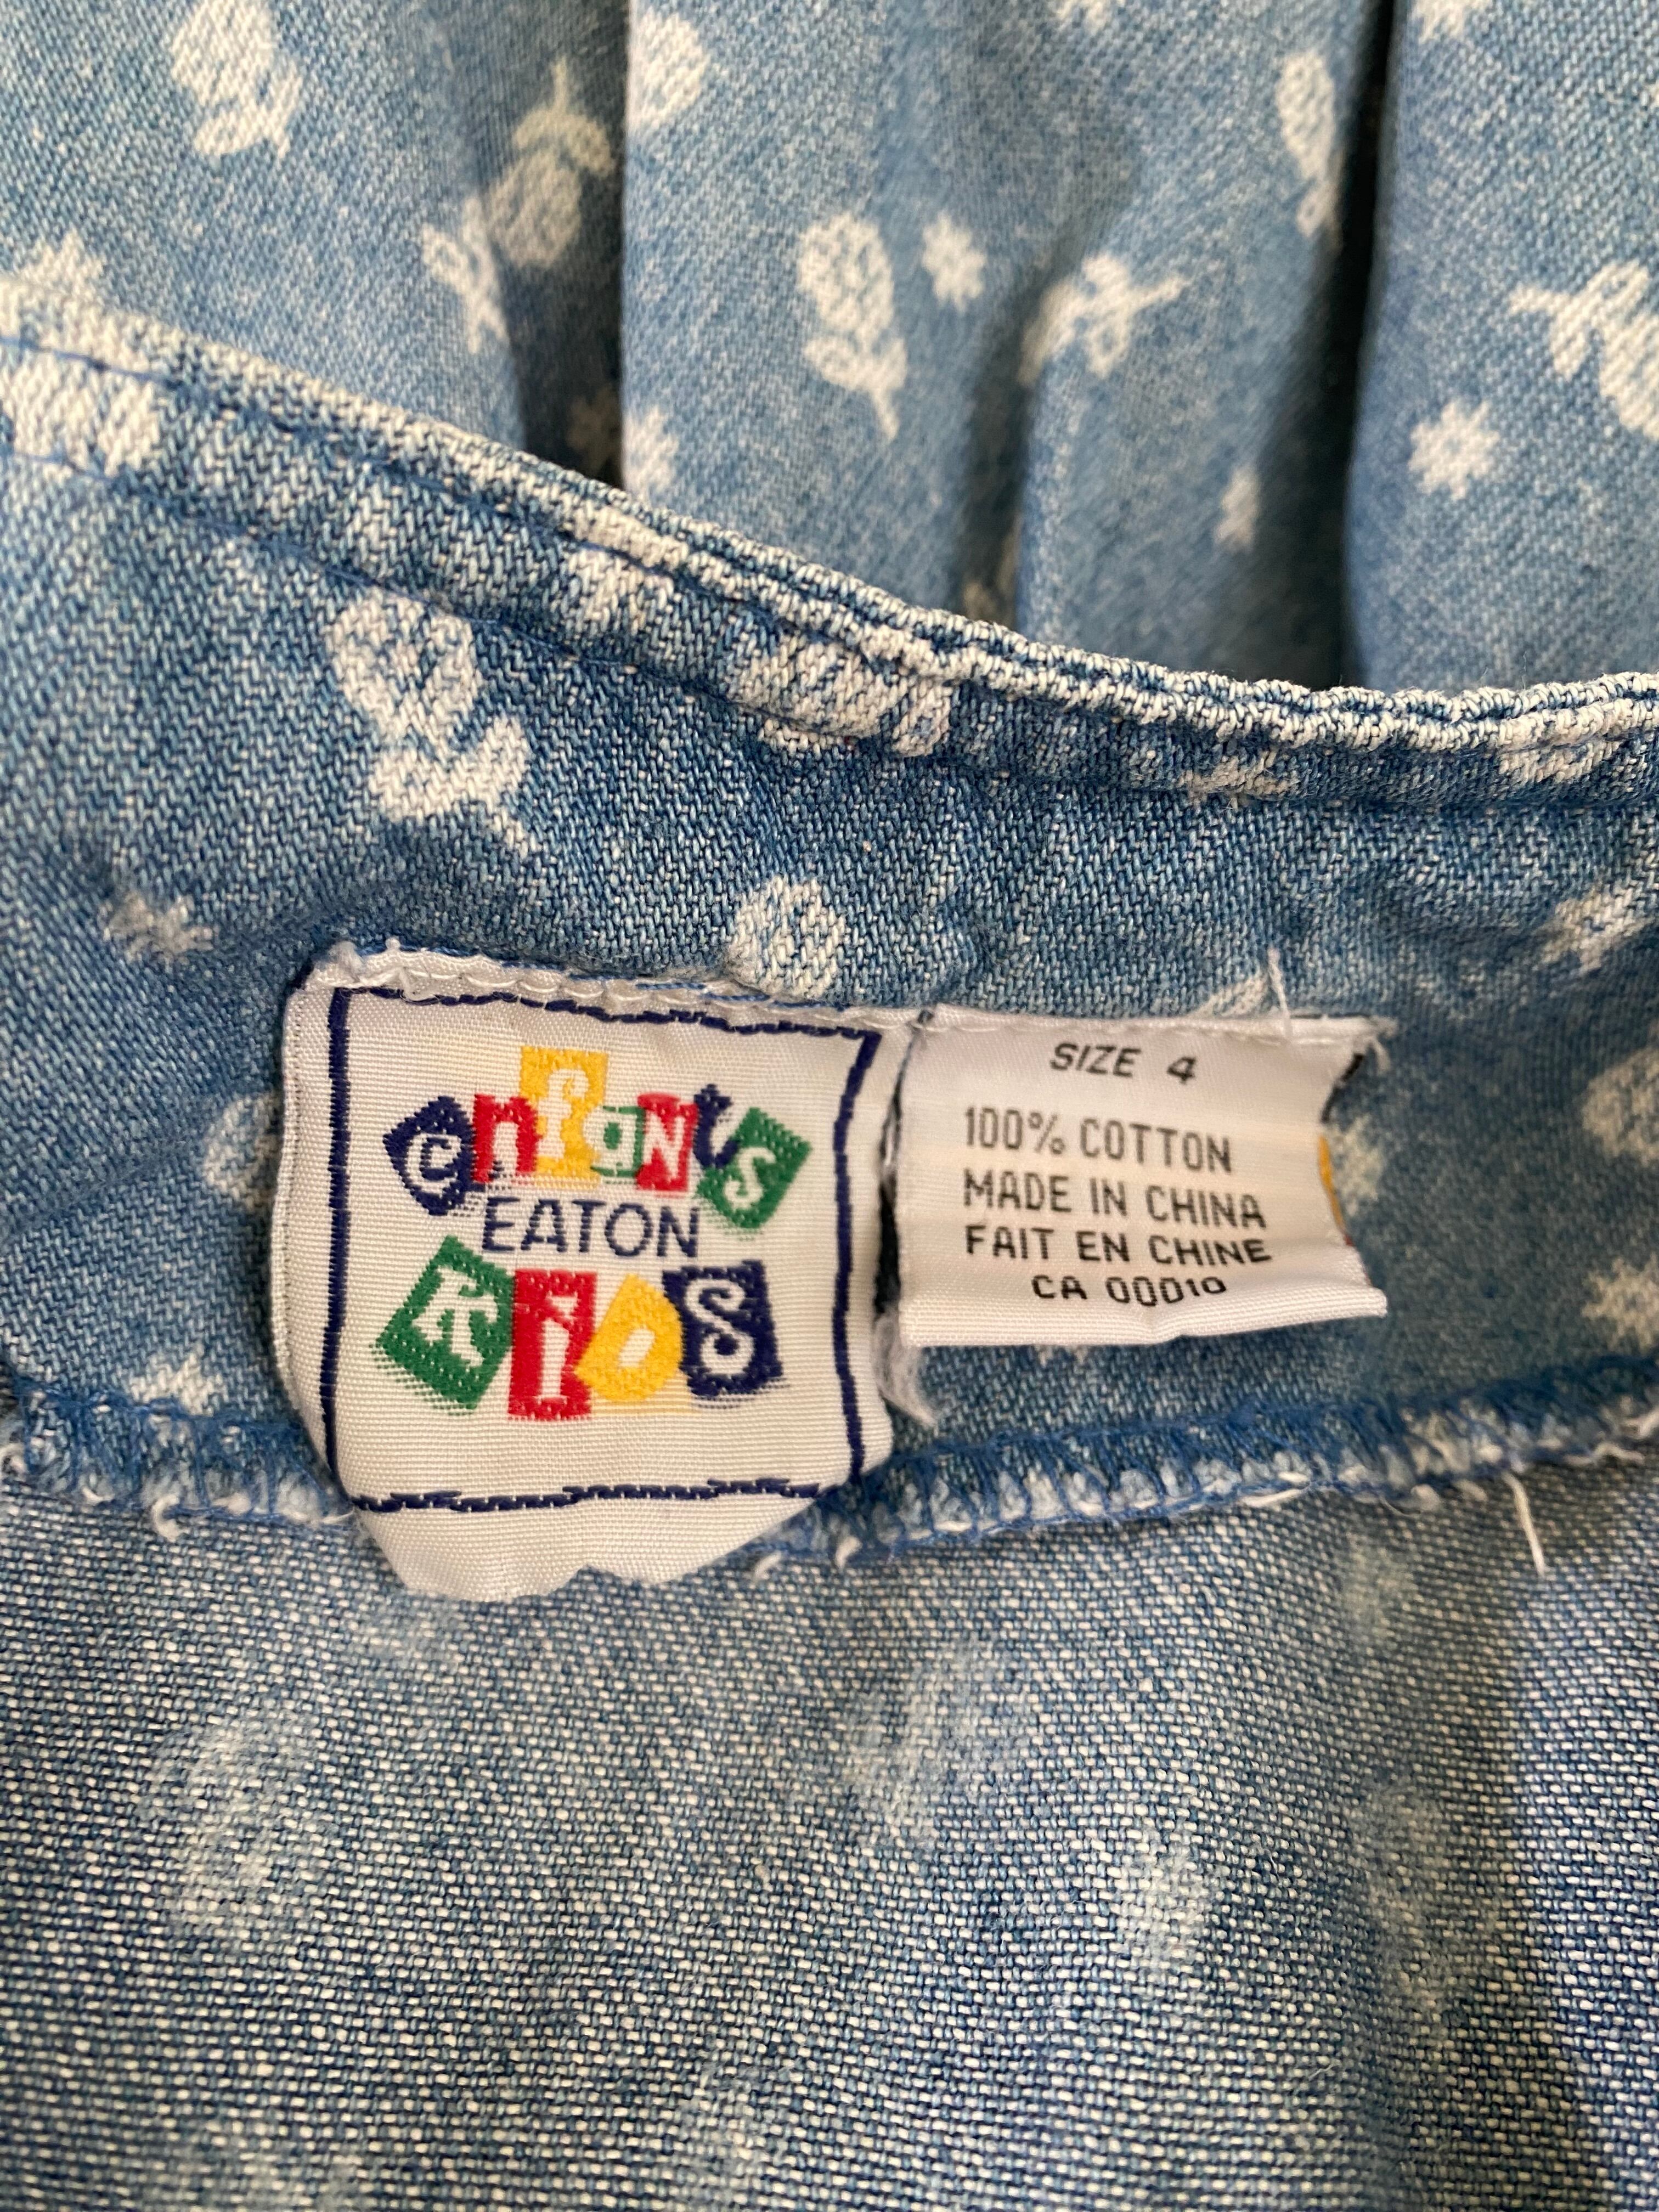 enfants
EATON
KIDS
SIZE 4
100% COTTON
MADE IN CHINA
FAIT EN CHINE
CA 00010